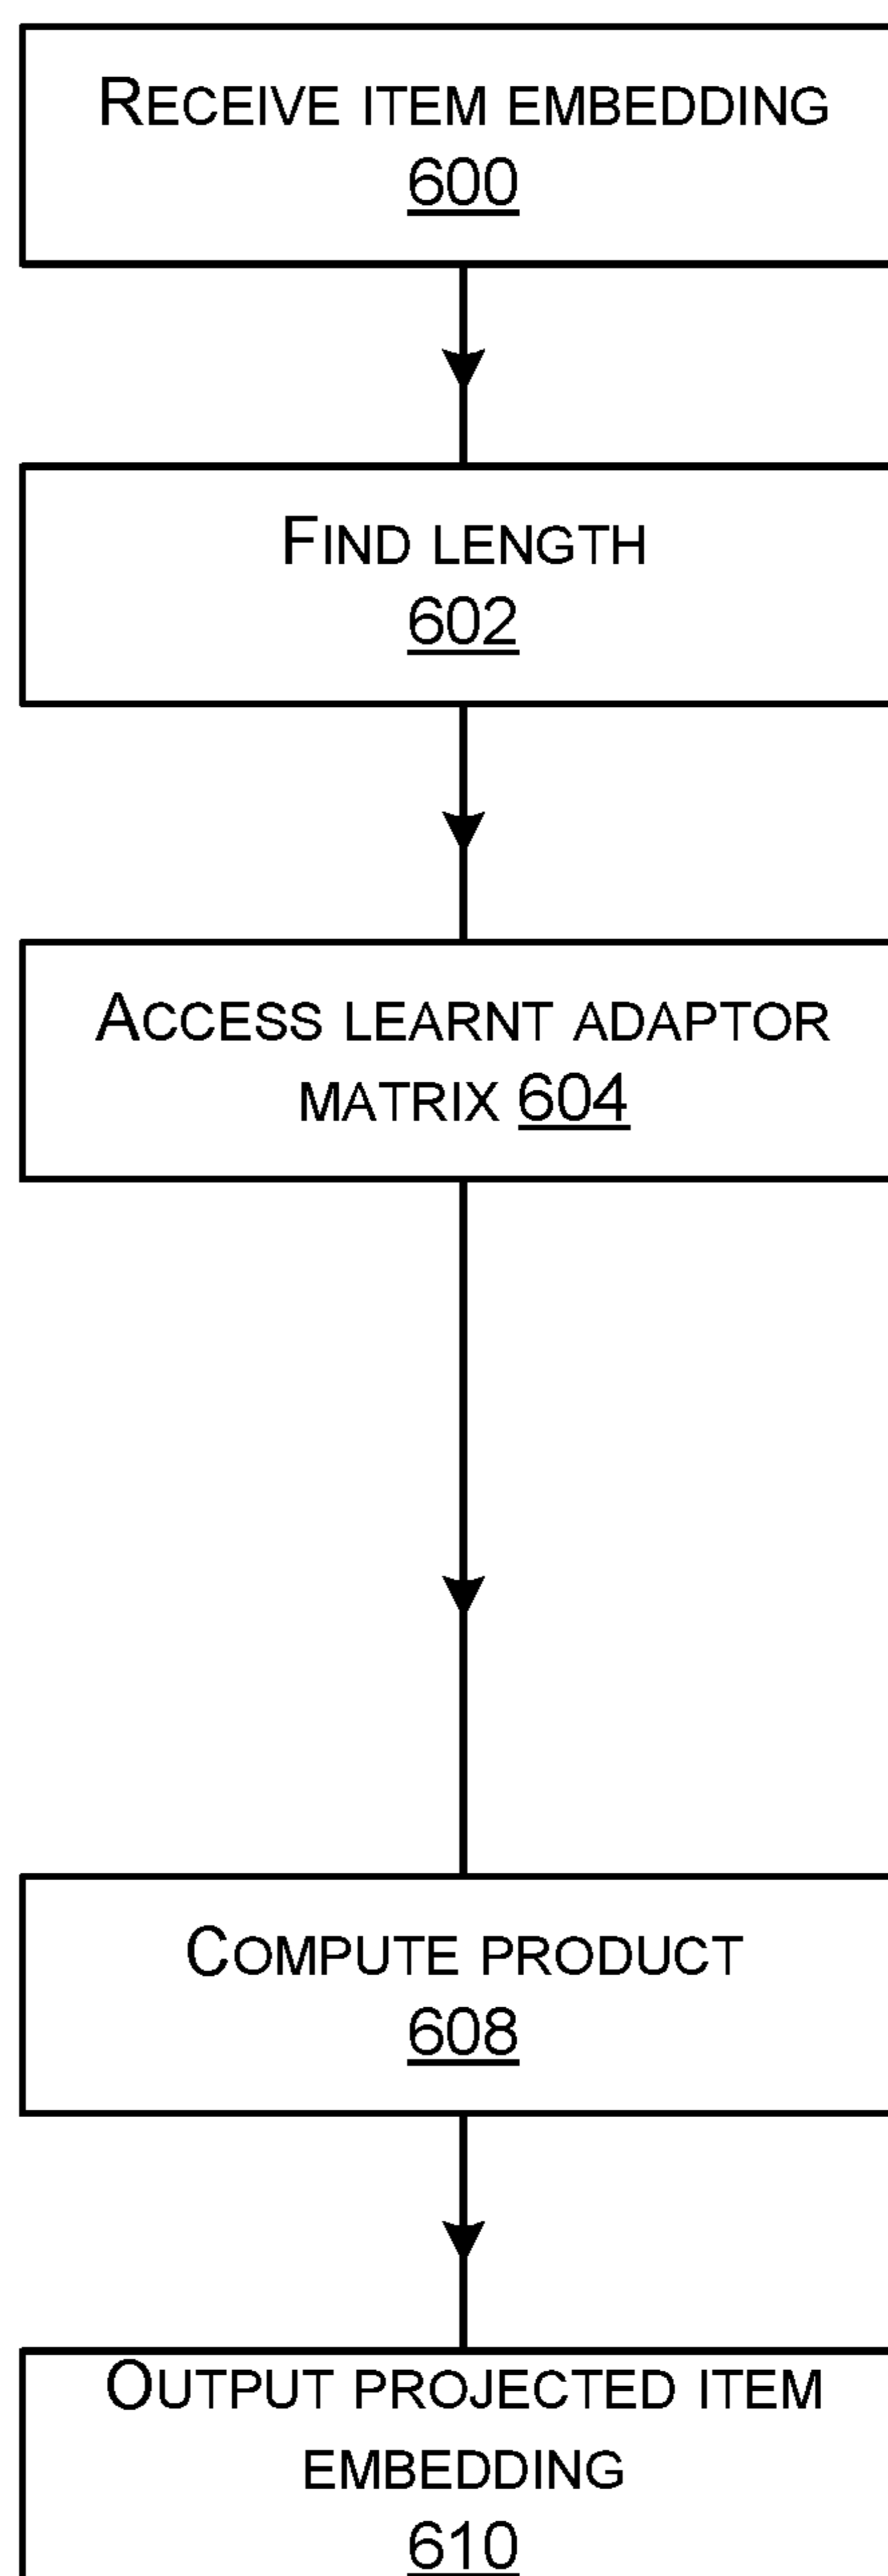 RECEIVE ITEM EMBEDDING
600
FIND LENGTH
602
ACCESS LEARNT ADAPTOR
MATRIX 604
COMPUTE PRODUCT
608
OUTPUT PROJECTED ITEM
EMBEDDING
610